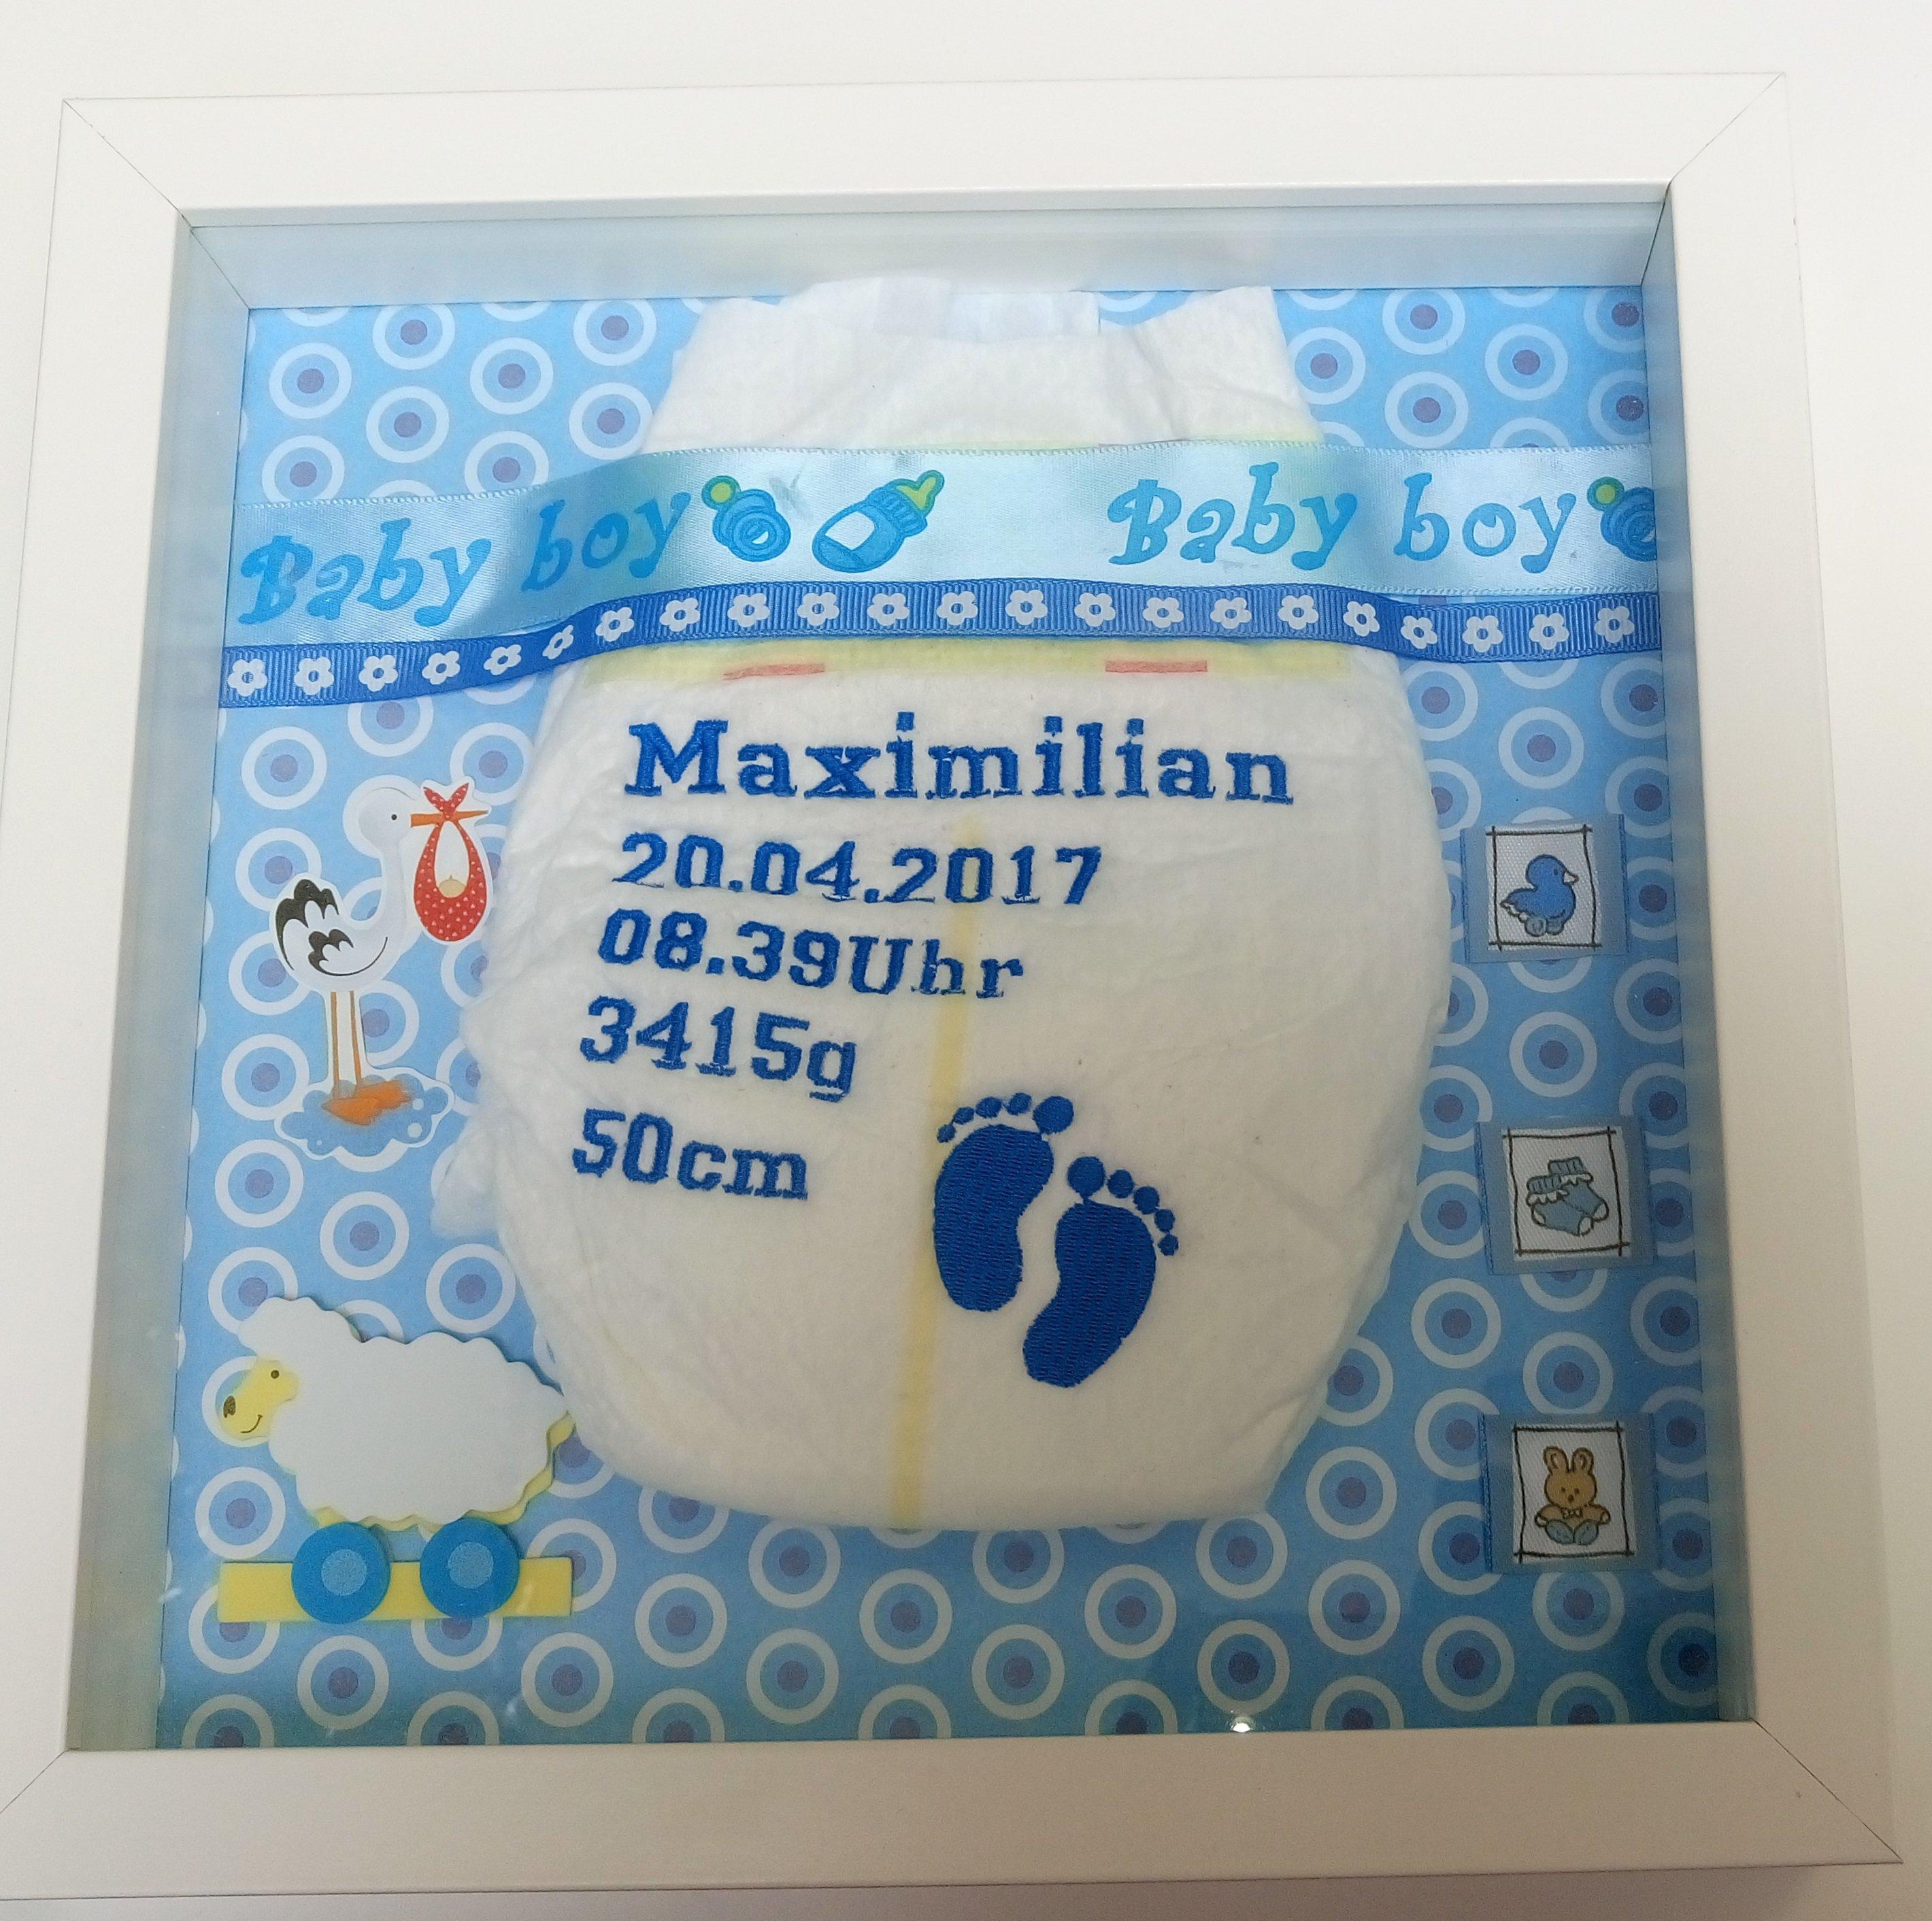 Baby boy Baby boy
Maximilian
20.04.2017
08.39Uhr
3415g
50cm